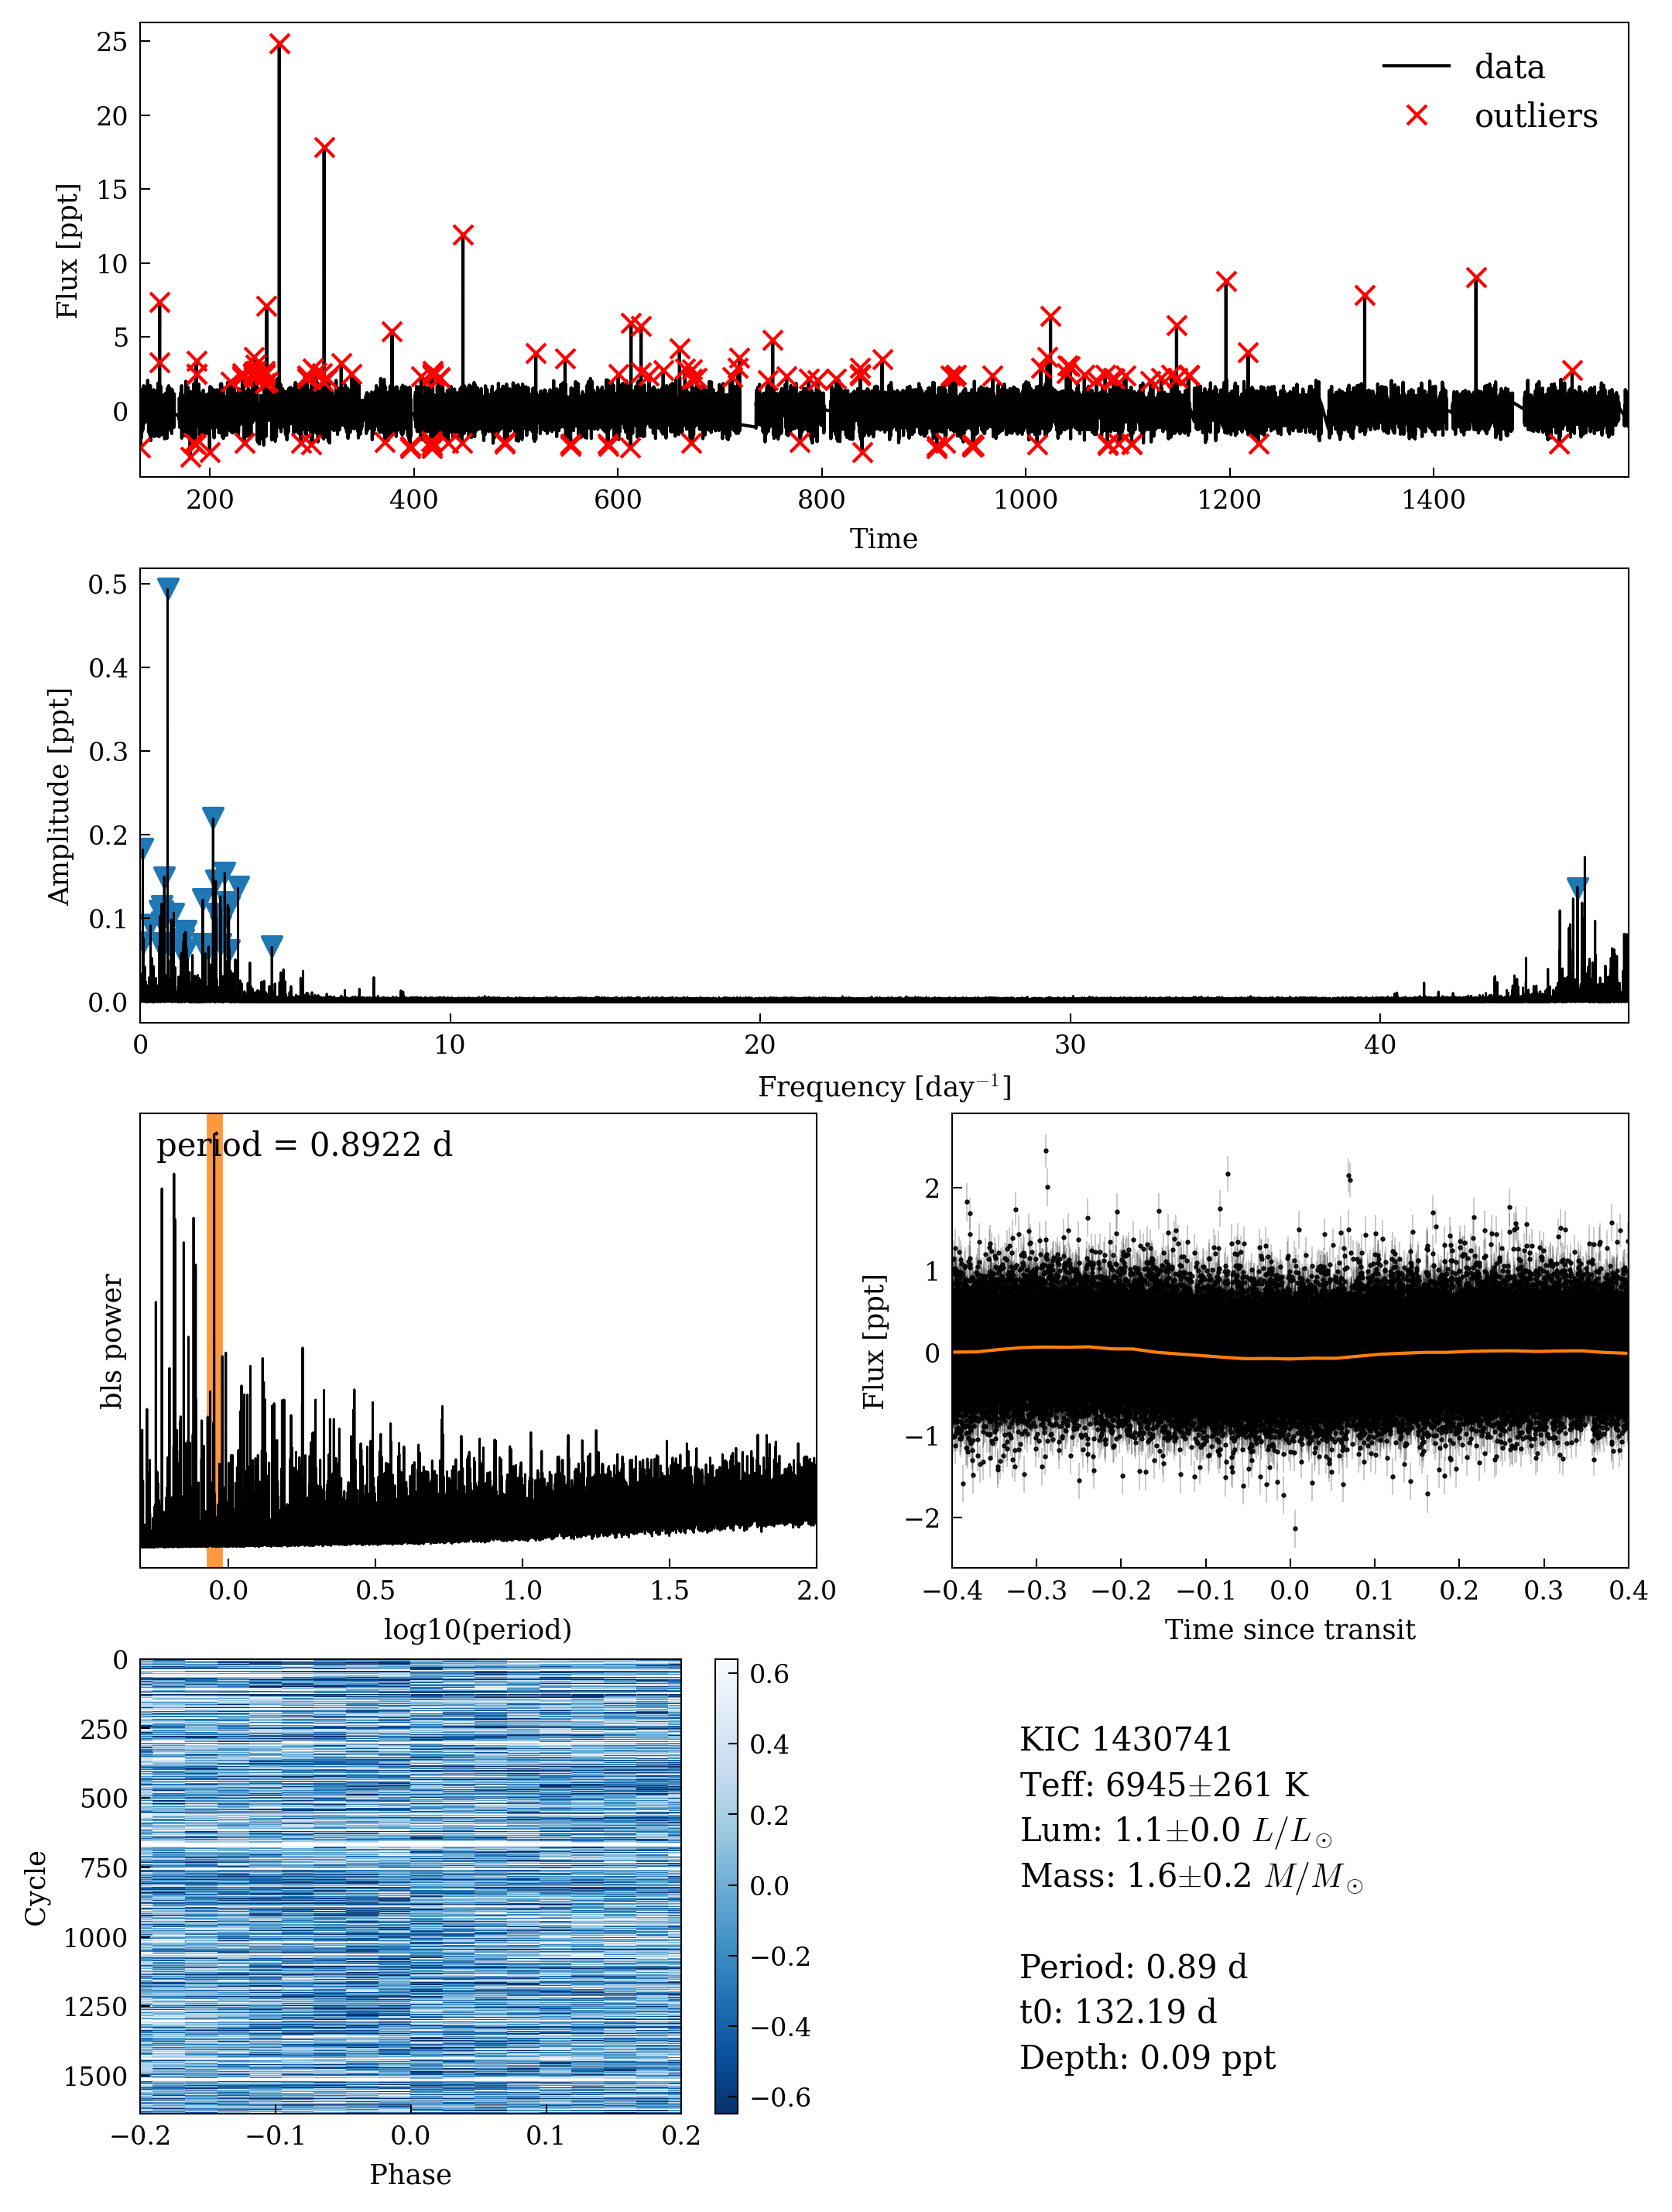 25
20
15
10
5
0
Flux [ppt]
data
outliers
200 400 600 800 1000 1200 1400
Time
0.5
0.4
0.3
0.2
0.1
0.0
Amplitude [ppt]
0 10 20 30 40
Frequency [day⁻¹]
period = 0.8922 d
bls power
0.0 0.5 1.0 1.5 2.0
log10(period)
2
1
0
−1
−2
Flux [ppt]
−0.4 −0.3 −0.2 −0.1 0.0 0.1 0.2 0.3 0.4
Time since transit
0
250
500
750
1000
1250
1500
Cycle
−0.2 −0.1 0.0 0.1 0.2
Phase
0.6
0.4
0.2
0.0
−0.2
−0.4
−0.6
KIC 1430741
Teff: 6945±261 K
Lum: 1.1±0.0 L/L⊙
Mass: 1.6±0.2 M/M⊙
Period: 0.89 d
t0: 132.19 d
Depth: 0.09 ppt